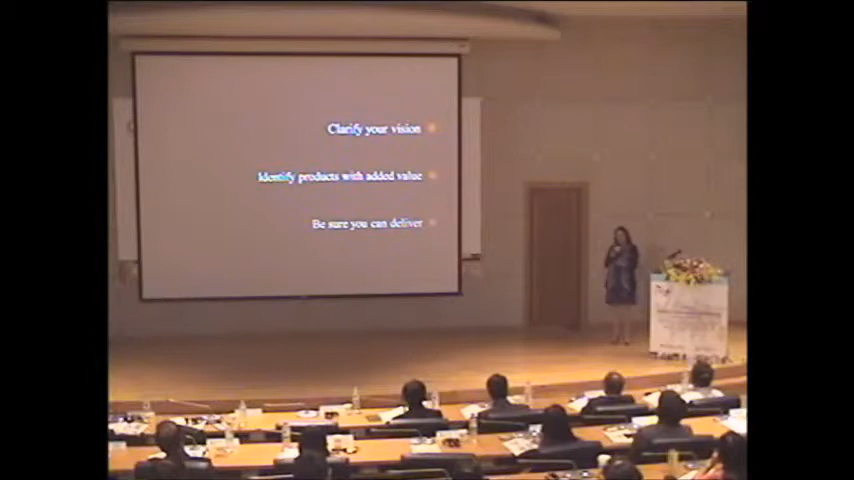 Clarify your vision
Identify products with added value
Be sure you can deliver